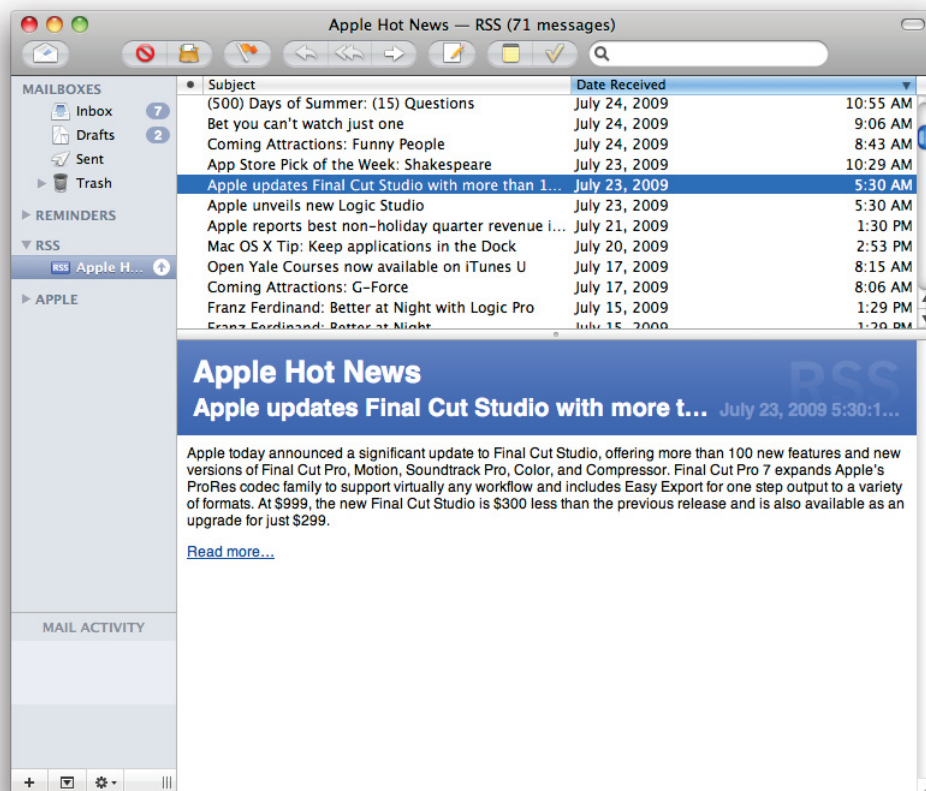 Apple Hot News — RSS (71 messages)
MAILBOXES
Inbox 7
Drafts 2
Sent
Trash
REMINDERS
RSS
RSS Apple H...
APPLE
MAIL ACTIVITY
Subject Date Received
(500) Days of Summer: (15) Questions July 24, 2009 10:55 AM
Bet you can't watch just one July 24, 2009 9:06 AM
Coming Attractions: Funny People July 24, 2009 8:43 AM
App Store Pick of the Week: Shakespeare July 23, 2009 10:29 AM
Apple updates Final Cut Studio with more than 1... July 23, 2009 5:30 AM
Apple unveils new Logic Studio July 23, 2009 5:30 AM
Apple reports best non-holiday quarter revenue i... July 21, 2009 1:30 PM
Mac OS X Tip: Keep applications in the Dock July 20, 2009 2:53 PM
Open Yale Courses now available on iTunes U July 17, 2009 8:15 AM
Coming Attractions: G-Force July 17, 2009 8:06 AM
Franz Ferdinand: Better at Night with Logic Pro July 15, 2009 1:29 PM
Franz Ferdinand: Better at Night July 15, 2009 1:29 PM
Apple Hot News RSS
Apple updates Final Cut Studio with more t... July 23, 2009 5:30:1...
Apple today announced a significant update to Final Cut Studio, offering more than 100 new features and new
versions of Final Cut Pro, Motion, Soundtrack Pro, Color, and Compressor. Final Cut Pro 7 expands Apple's
ProRes codec family to support virtually any workflow and includes Easy Export for one step output to a variety
of formats. At $999, the new Final Cut Studio is $300 less than the previous release and is also available as an
upgrade for just $299.
Read more...